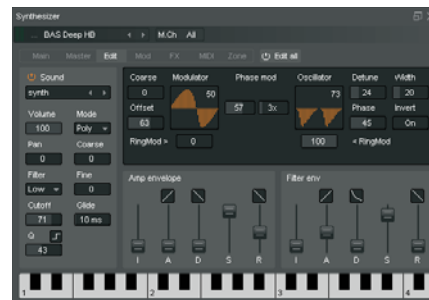 Synthesizer
... BAS Deep HB M.Ch All
Main Master Edit Mod FX MIDI Zone Edit all
Sound
synth
Volume Mode
100 Poly
Pan Coarse
0 0
Filter Fine
Low 0
Cutoff Glide
71 10 ms
Q
43
Coarse Modulator Phase mod Oscillator Detune Width
0 50 73 24 20
Offset 57 3x Phase Invert
63 45 On
RingMod > 0 100 < RingMod
Amp envelope Filter env
I A D S R I A D S R
1 2 3 4